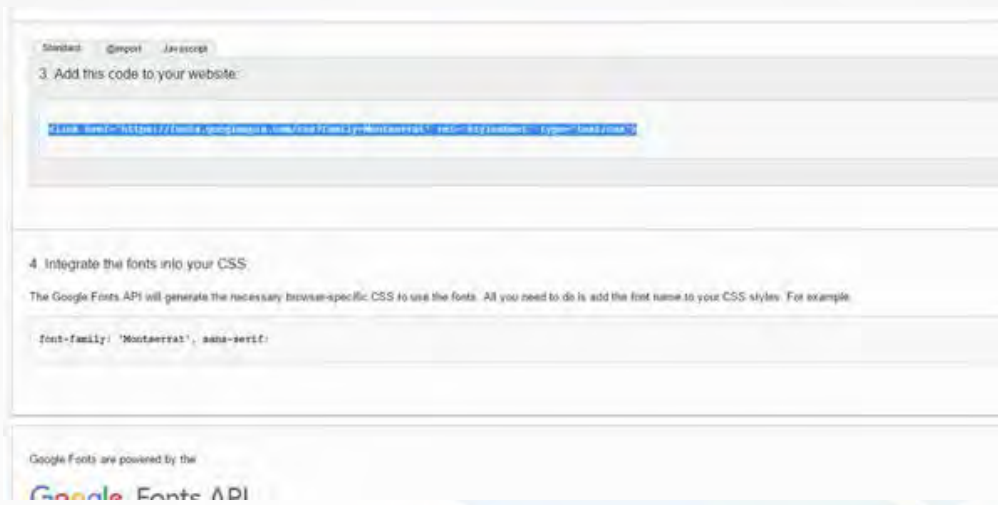 Standard @import Javascript
3. Add this code to your website:
<link href='https://fonts.googleapis.com/css?family=Montserrat' rel='stylesheet' type='text/css'>
4. Integrate the fonts into your CSS
The Google Fonts API will generate the necessary browser-specific CSS to use the fonts. All you need to do is add the font name to your CSS styles. For example:
font-family: 'Montserrat', sans-serif;
Google Fonts are powered by the
Google Fonts API